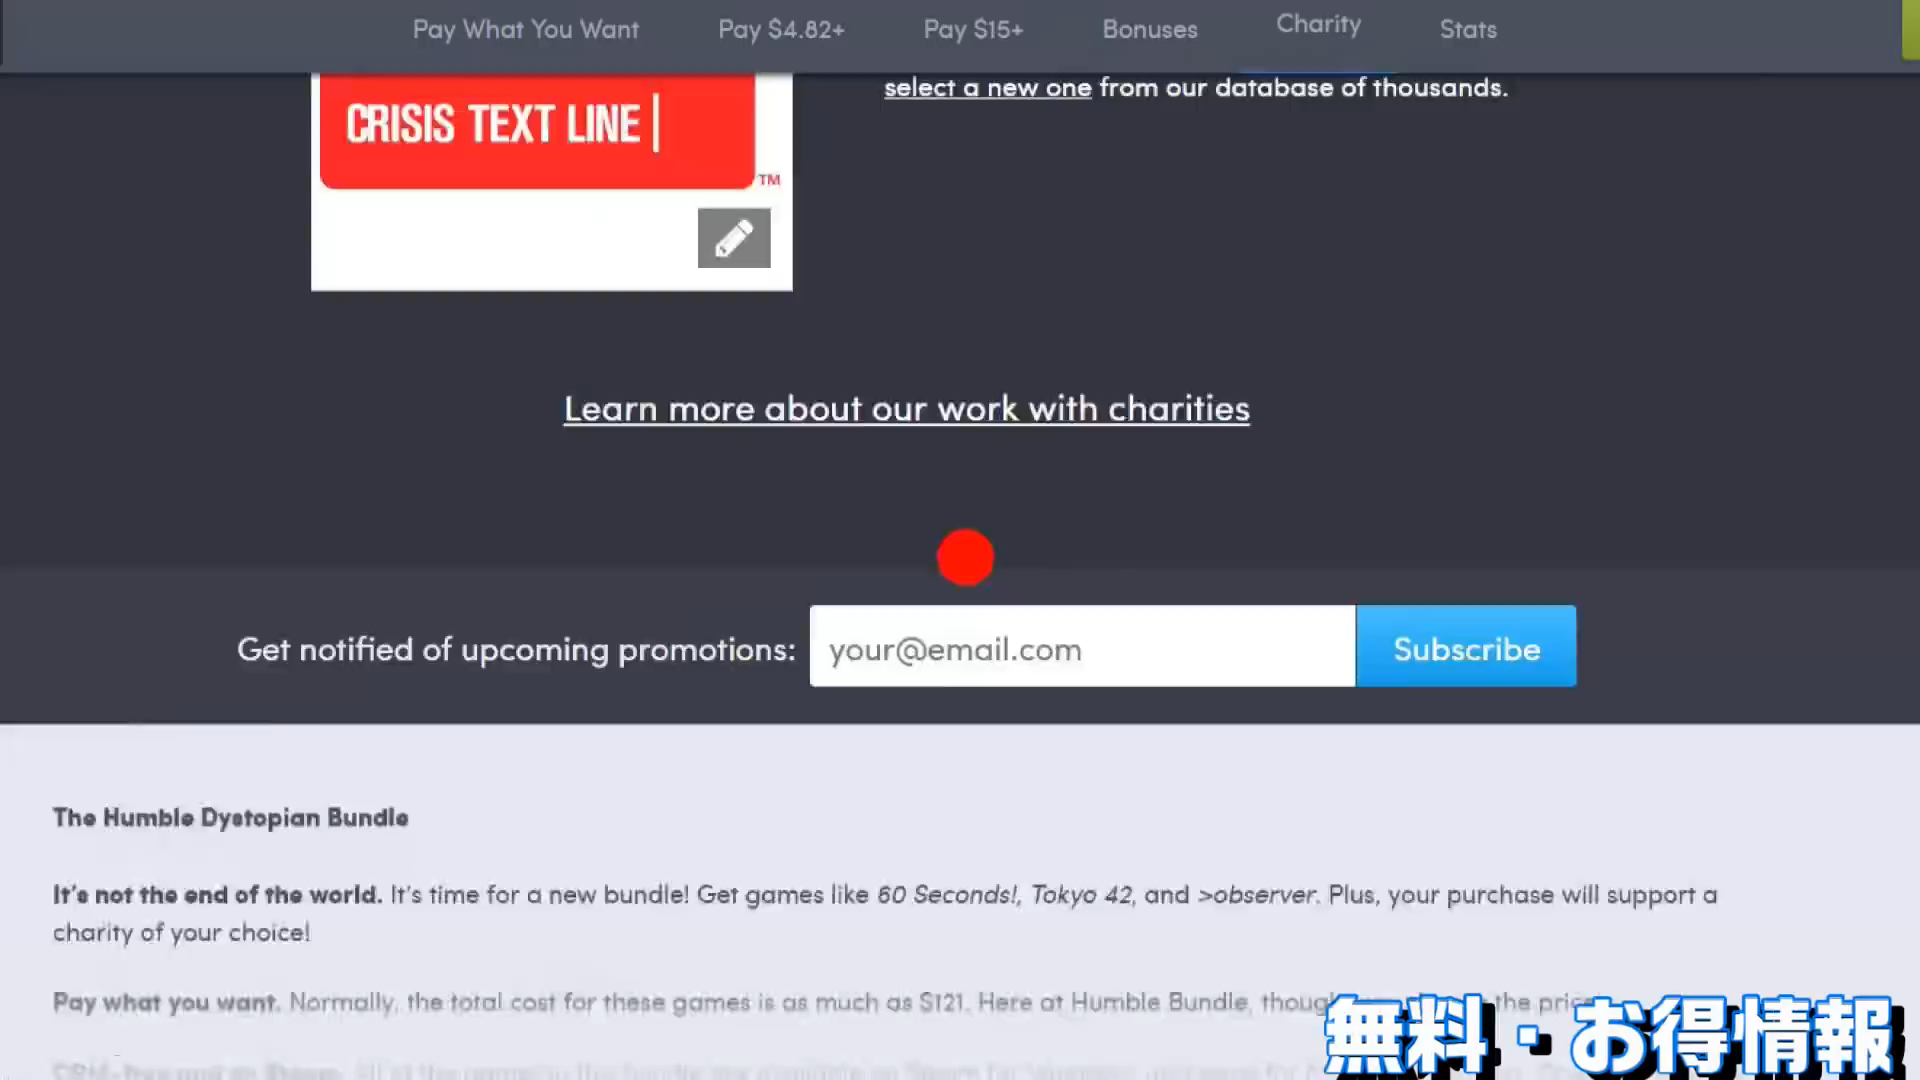 Pay What You Want
Pay $4.82+
Pay $15+
Bonuses
Charity
Stats
select a new one from our database of thousands.
CRISIS TEXT LINE
TM
Learn more about our work with charities
Get notified of upcoming promotions:
your@email.com
Subscribe
The Humble Dystopian Bundle
It's not the end of the world. It's time for a new bundle! Get games like 60 Seconds!, Tokyo 42, and >observer. Plus, your purchase will support a
charity of your choice!
Pay what you want. Normally, the total cost for these games is as much as $121. Here at Humble Bundle, though the price
無料・お得情報